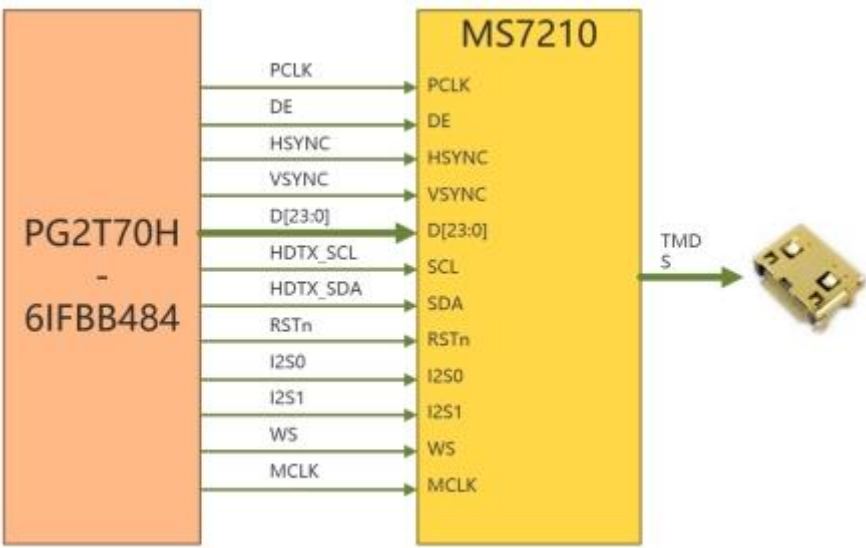 MS7210
PCLK
PCLK
DE
DE
HSYNC
HSYNC
VSYNC
VSYNC
D[23:0]
D[23:0]
HDTX_SCL
SCL
HDTX_SDA
SDA
RSTn
RSTn
I2S0
I2S0
I2S1
I2S1
WS
WS
MCLK
MCLK
PG2T70H
-
6IFBB484
TMD
S